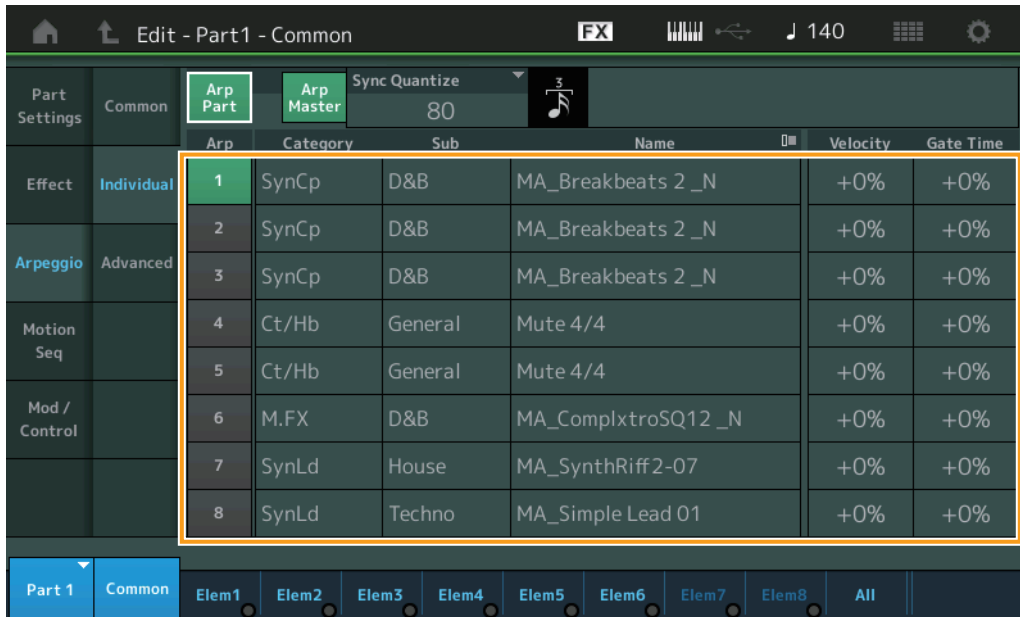 Edit - Part1 - Common FX 140
Part Settings
Common
Arp Part
Arp Master
Sync Quantize
80
3
Arp Category Sub Name Velocity Gate Time
Effect Individual
1 SynCp D&B MA_Breakbeats 2 _N +0% +0%
2 SynCp D&B MA_Breakbeats 2 _N +0% +0%
Arpeggio Advanced
3 SynCp D&B MA_Breakbeats 2 _N +0% +0%
Motion Seq
4 Ct/Hb General Mute 4/4 +0% +0%
5 Ct/Hb General Mute 4/4 +0% +0%
Mod / Control
6 M.FX D&B MA_ComplxtroSQ12 _N +0% +0%
7 SynLd House MA_SynthRiff2-07 +0% +0%
8 SynLd Techno MA_Simple Lead 01 +0% +0%
Part 1 Common Elem1 Elem2 Elem3 Elem4 Elem5 Elem6 Elem7 Elem8 All